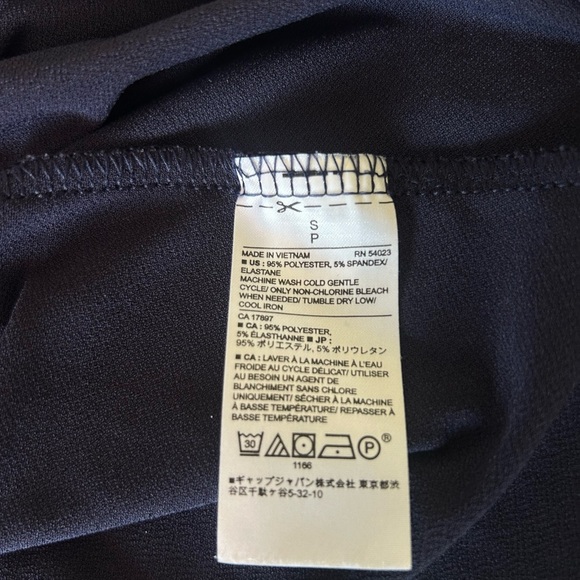 S
P
MADE IN VIETNAM RN 54023
■ US : 95% POLYESTER, 5% SPANDEX/
ELASTANE
MACHINE WASH COLD GENTLE
CYCLE/ ONLY NON-CHLORINE BLEACH
WHEN NEEDED/ TUMBLE DRY LOW/
COOL IRON
CA 17897
■ CA : 95% POLYESTER,
5% ÉLASTHANNE ■ JP :
95% ポリエステル, 5% ポリウレタン
■ CA : LAVER À LA MACHINE À L'EAU
FROIDE AU CYCLE DÉLICAT/ UTILISER
AU BESOIN UN AGENT DE
BLANCHIMENT SANS CHLORE
UNIQUEMENT/ SÉCHER À LA MACHINE
À BASSE TEMPÉRATURE/ REPASSER À
BASSE TEMPÉRATURE
30 P ®
1166
■ギャップジャパン株式会社 東京都渋
谷区千駄ヶ谷5-32-10